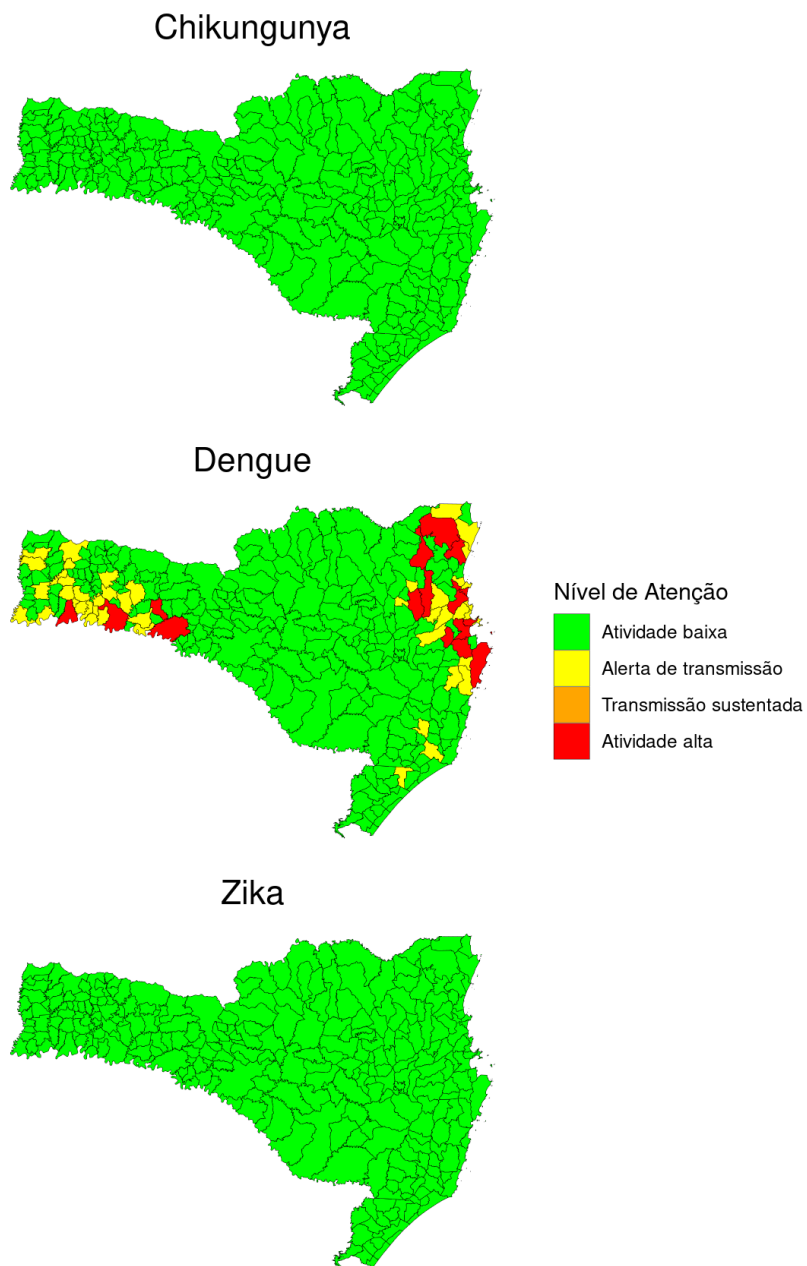 Chikungunya
Dengue
Nível de Atenção
Atividade baixa
Alerta de transmissão
Transmissão sustentada
Atividade alta
Zika